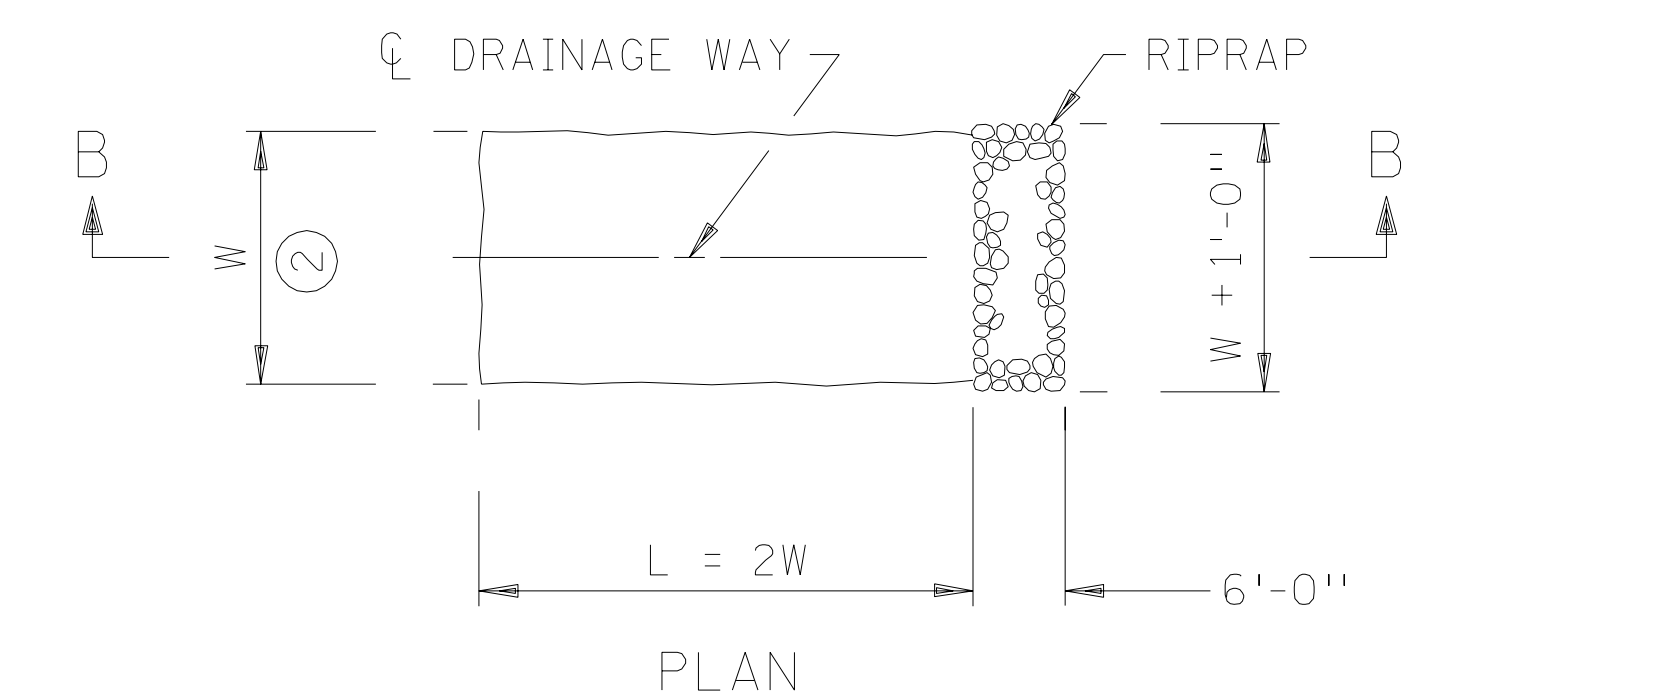 ℄ DRAINAGE WAY
RIPRAP
B
B
W
2
W + 1'-0"
L = 2W
6'-0"
PLAN